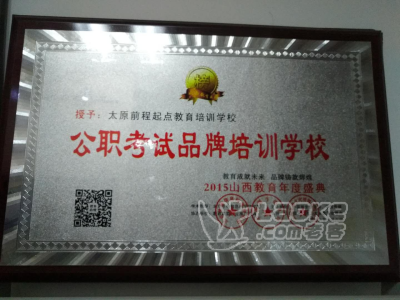 授予：太原前程起点教育培训学校
公职考试品牌培训学校
教育成就未来 品牌铸就辉煌
2015山西教育年度盛典
Laoke
.com老客